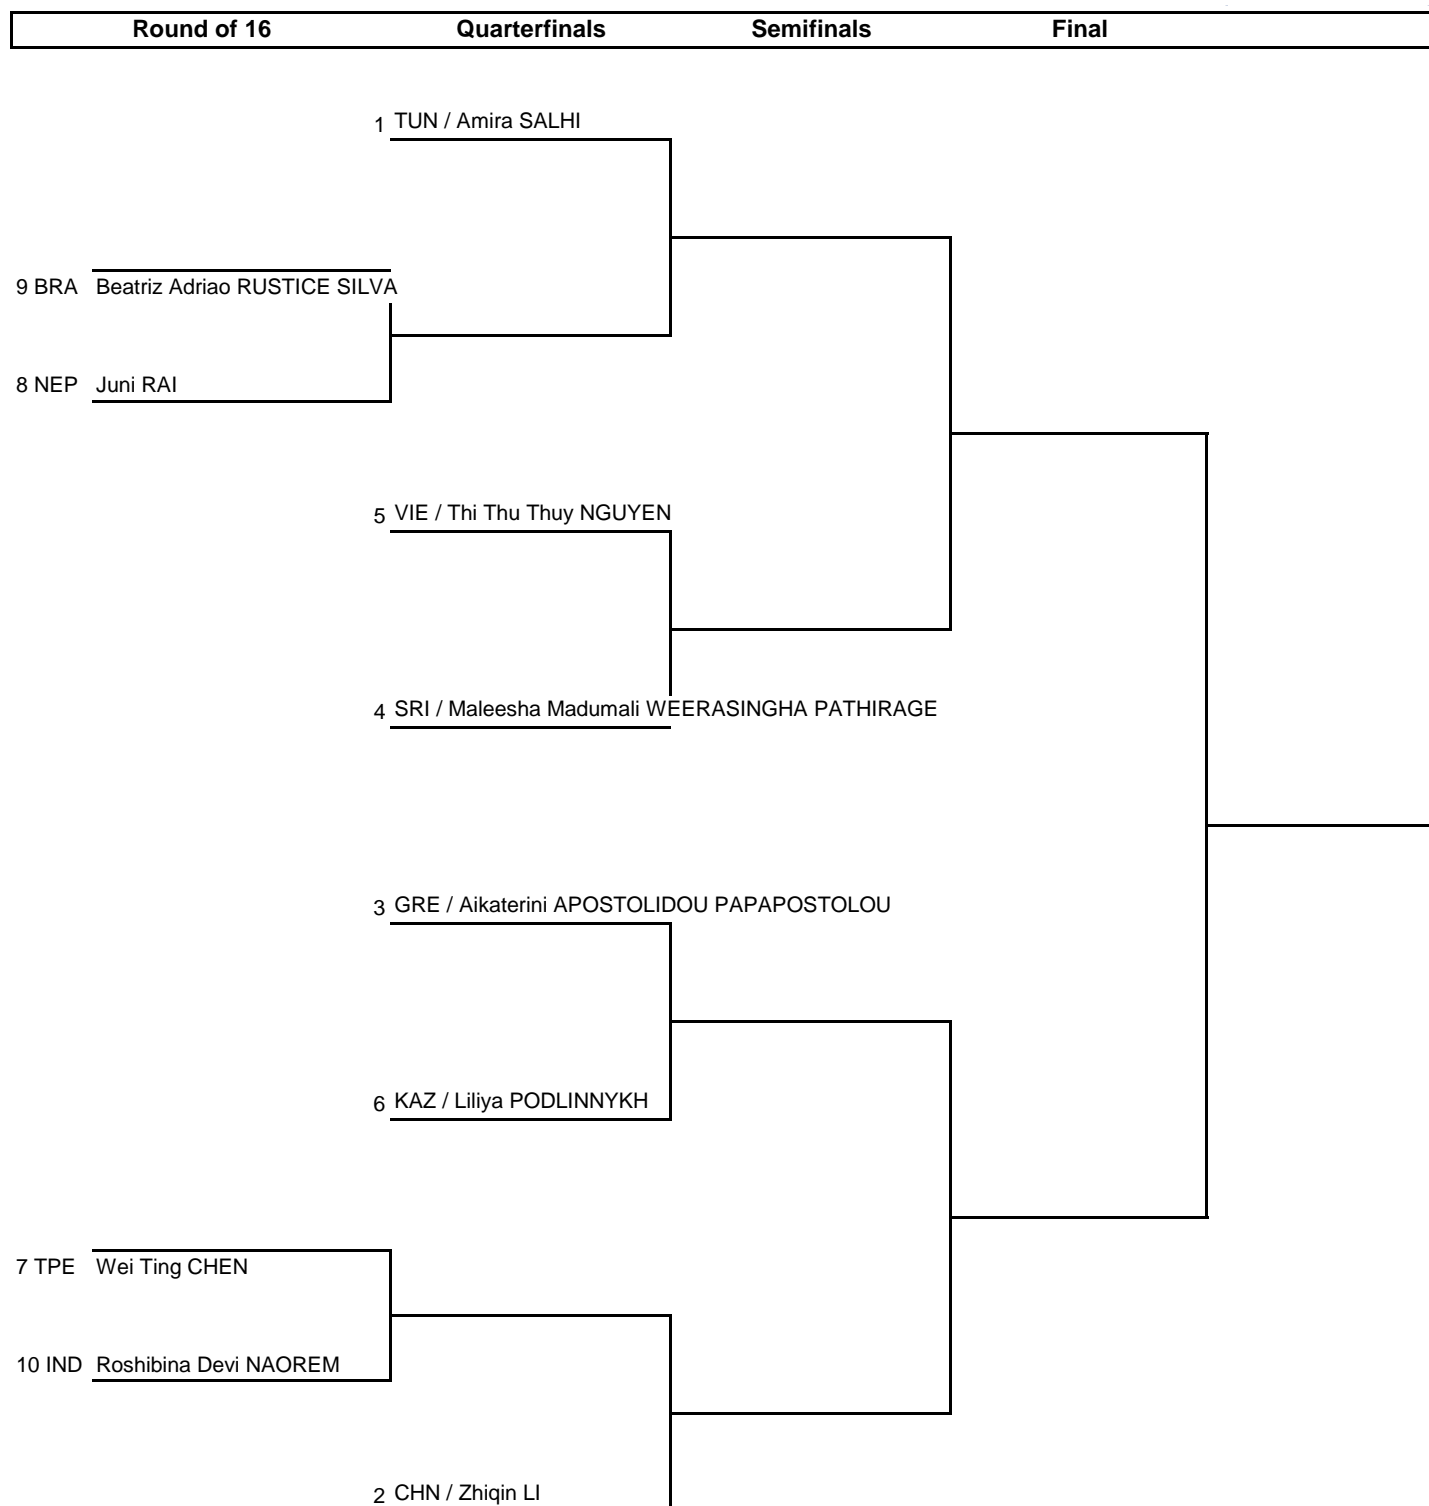 Round of 16 Quarterfinals Semifinals Final
1 TUN / Amira SALHI
9 BRA Beatriz Adriao RUSTICE SILVA
8 NEP Juni RAI
5 VIE / Thi Thu Thuy NGUYEN
4 SRI / Maleesha Madumali WEERASINGHA PATHIRAGE
3 GRE / Aikaterini APOSTOLIDOU PAPAPOSTOLOU
6 KAZ / Liliya PODLINNYKH
7 TPE Wei Ting CHEN
10 IND Roshibina Devi NAOREM
2 CHN / Zhiqin LI